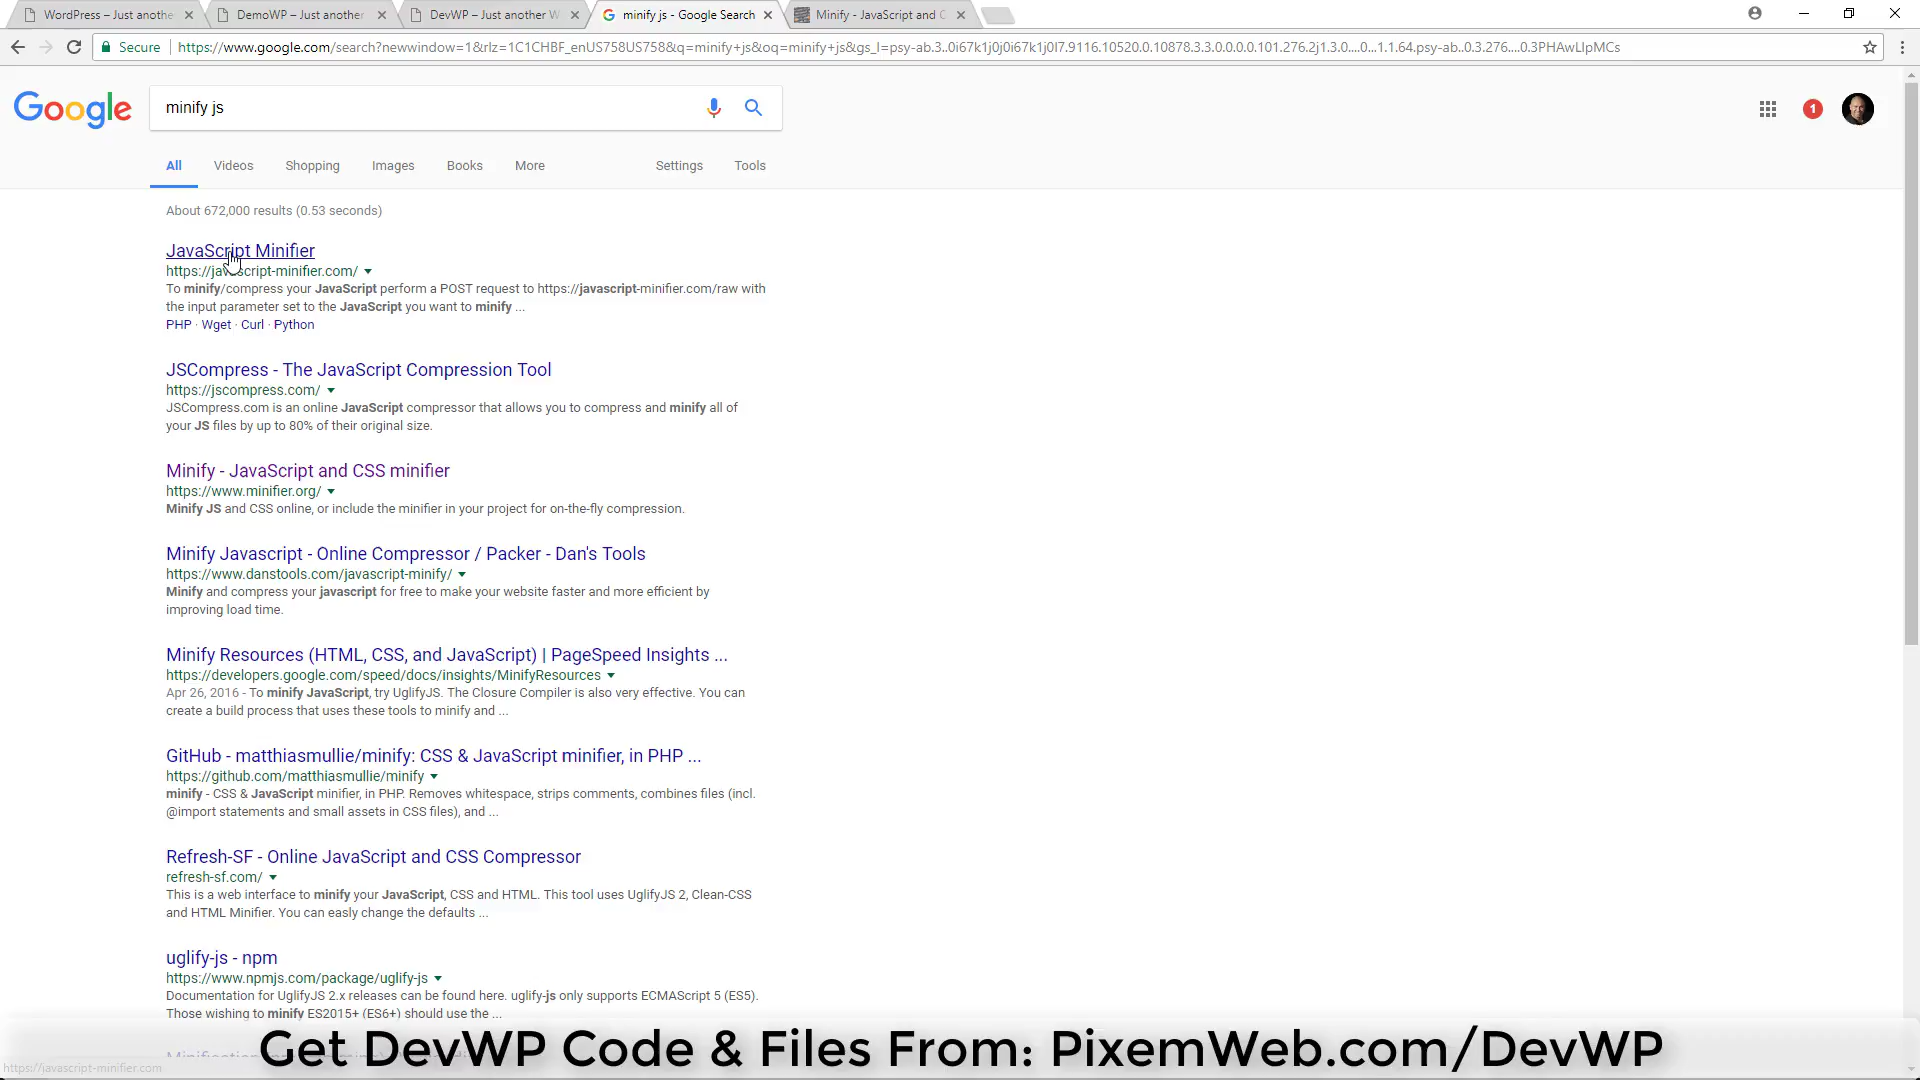 WordPress – Just anothe
DemoWP – Just another
DevWP – Just another W
minify js - Google Search
Minify - JavaScript and C
Secure
https://www.google.com/search?newwindow=1&rlz=1C1CHBF_enUS758US758&q=minify+js&oq=minify+js&gs_l=psy-ab.3..0i67k1j0j0i67k1j0l7.9116.10520.0.10878.3.3.0.0.0.0.101.276.2j1.3.0....0...1.1.64.psy-ab..0.3.276....0.3PHAwLlpMCs
Google
minify js
1
All Videos Shopping Images Books More Settings Tools
About 672,000 results (0.53 seconds)
JavaScript Minifier
https://javascript-minifier.com/
To minify/compress your JavaScript perform a POST request to https://javascript-minifier.com/raw with
the input parameter set to the JavaScript you want to minify ...
PHP · Wget · Curl · Python
JSCompress - The JavaScript Compression Tool
https://jscompress.com/
JSCompress.com is an online JavaScript compressor that allows you to compress and minify all of
your JS files by up to 80% of their original size.
Minify - JavaScript and CSS minifier
https://www.minifier.org/
Minify JS and CSS online, or include the minifier in your project for on-the-fly compression.
Minify Javascript - Online Compressor / Packer - Dan's Tools
https://www.danstools.com/javascript-minify/
Minify and compress your javascript for free to make your website faster and more efficient by
improving load time.
Minify Resources (HTML, CSS, and JavaScript) | PageSpeed Insights ...
https://developers.google.com/speed/docs/insights/MinifyResources
Apr 26, 2016 - To minify JavaScript, try UglifyJS. The Closure Compiler is also very effective. You can
create a build process that uses these tools to minify and ...
GitHub - matthiasmullie/minify: CSS & JavaScript minifier, in PHP ...
https://github.com/matthiasmullie/minify
minify - CSS & JavaScript minifier, in PHP. Removes whitespace, strips comments, combines files (incl.
@import statements and small assets in CSS files), and ...
Refresh-SF - Online JavaScript and CSS Compressor
refresh-sf.com/
This is a web interface to minify your JavaScript, CSS and HTML. This tool uses UglifyJS 2, Clean-CSS
and HTML Minifier. You can easly change the defaults ...
uglify-js - npm
https://www.npmjs.com/package/uglify-js
Documentation for UglifyJS 2.x releases can be found here. uglify-js only supports ECMAScript 5 (ES5).
Those wishing to minify ES2015+ (ES6+) should use the ...
Get DevWP Code & Files From: PixemWeb.com/DevWP
https://javascript-minifier.com